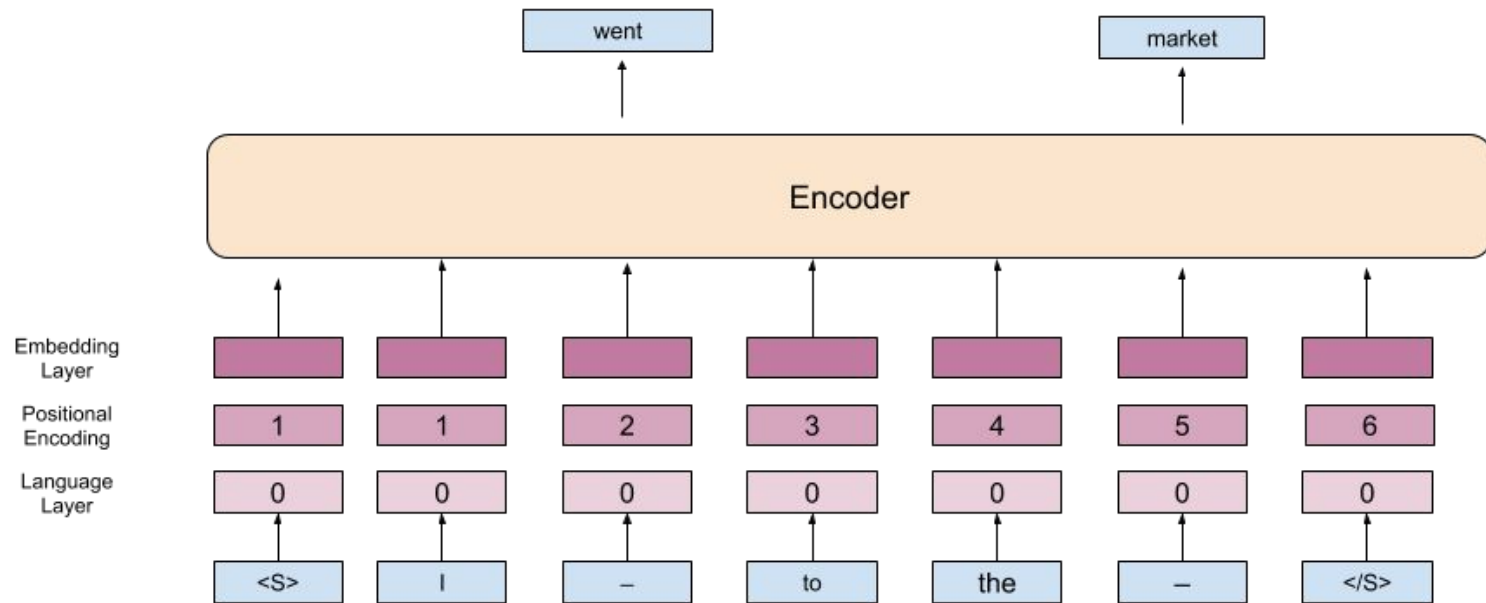 went
market
Encoder
Embedding
Layer
Positional
Encoding
1 1 2 3 4 5 6
Language
Layer
0 0 0 0 0 0 0
<S> I – to the – </S>